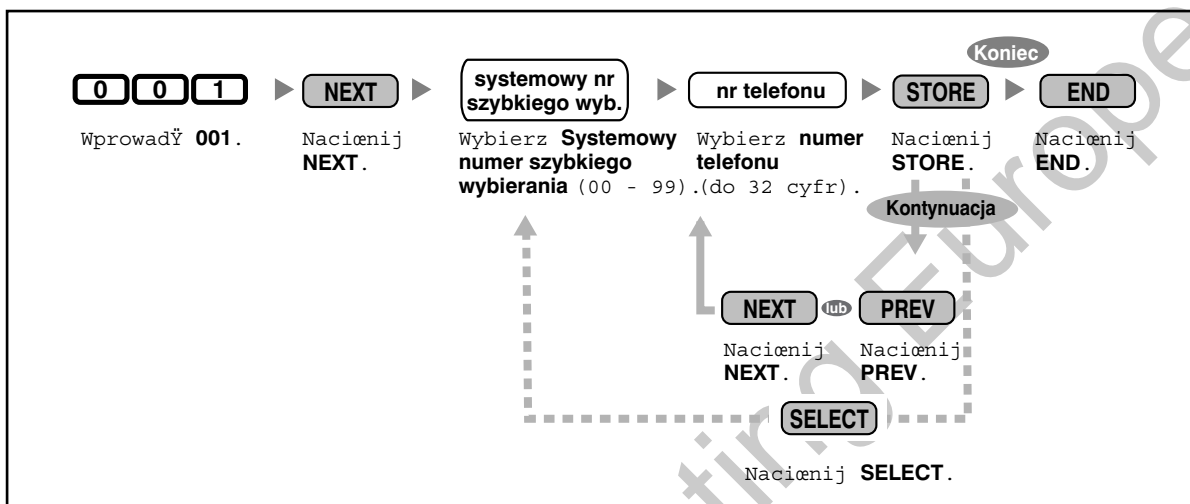 Koniec
0 0 1 NEXT systemowy nr szybkiego wyb. nr telefonu STORE END
WprowadŸ 001.
Naciœnij
NEXT.
Wybierz Systemowy
numer szybkiego
wybierania (00 - 99).
Wybierz numer
telefonu
(do 32 cyfr).
Naciœnij
STORE.
Naciœnij
END.
Kontynuacja
NEXT lub PREV
Naciœnij
NEXT.
Naciœnij
PREV.
SELECT
Naciœnij SELECT.
ting Europe